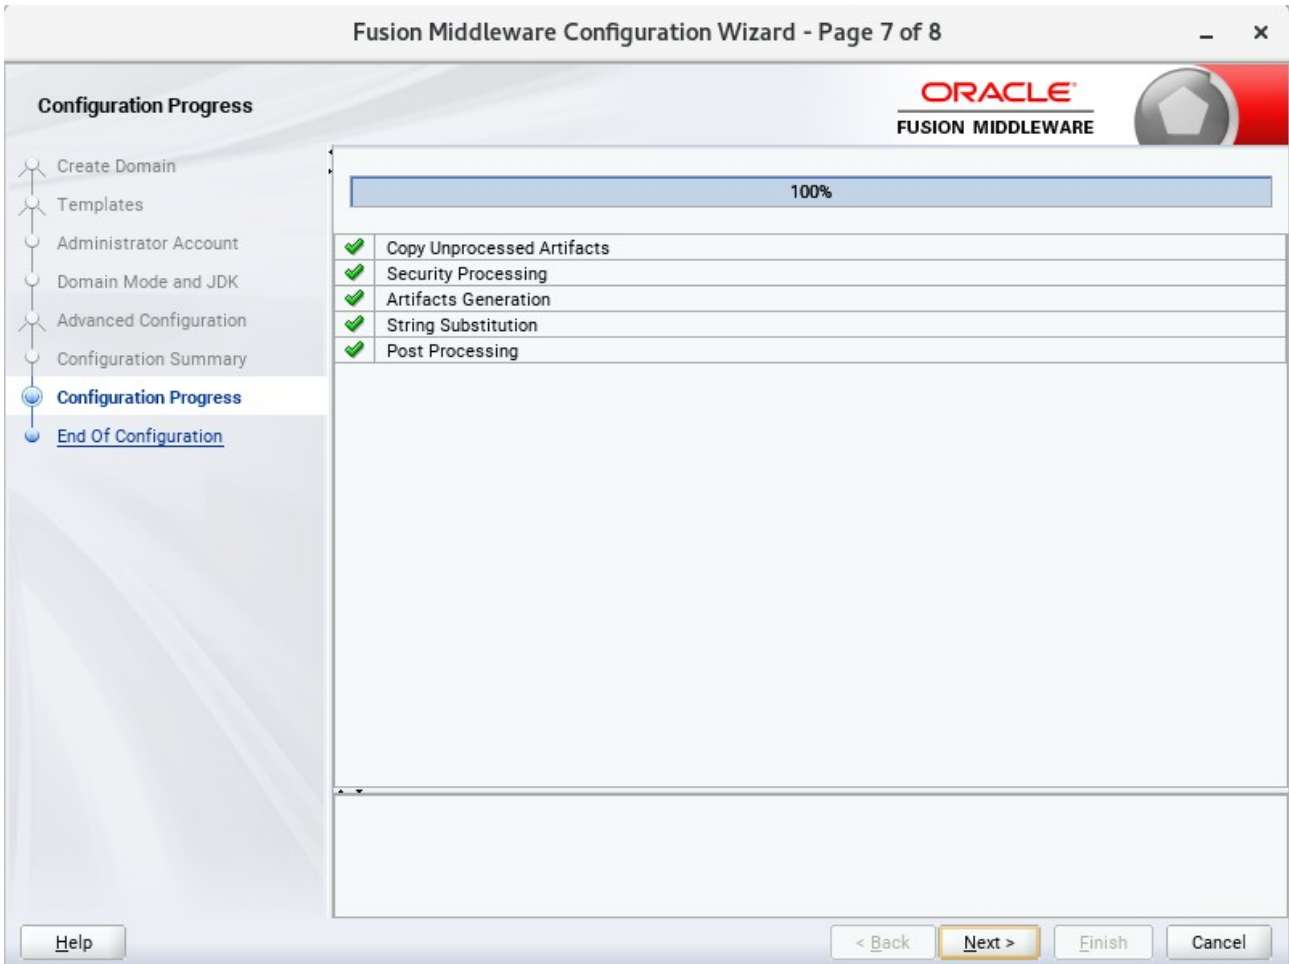 Fusion Middleware Configuration Wizard - Page 7 of 8
Configuration Progress
ORACLE
FUSION MIDDLEWARE
Create Domain
Templates
Administrator Account
Domain Mode and JDK
Advanced Configuration
Configuration Summary
Configuration Progress
End Of Configuration
100%
Copy Unprocessed Artifacts
Security Processing
Artifacts Generation
String Substitution
Post Processing
Help
< Back
Next >
Finish
Cancel